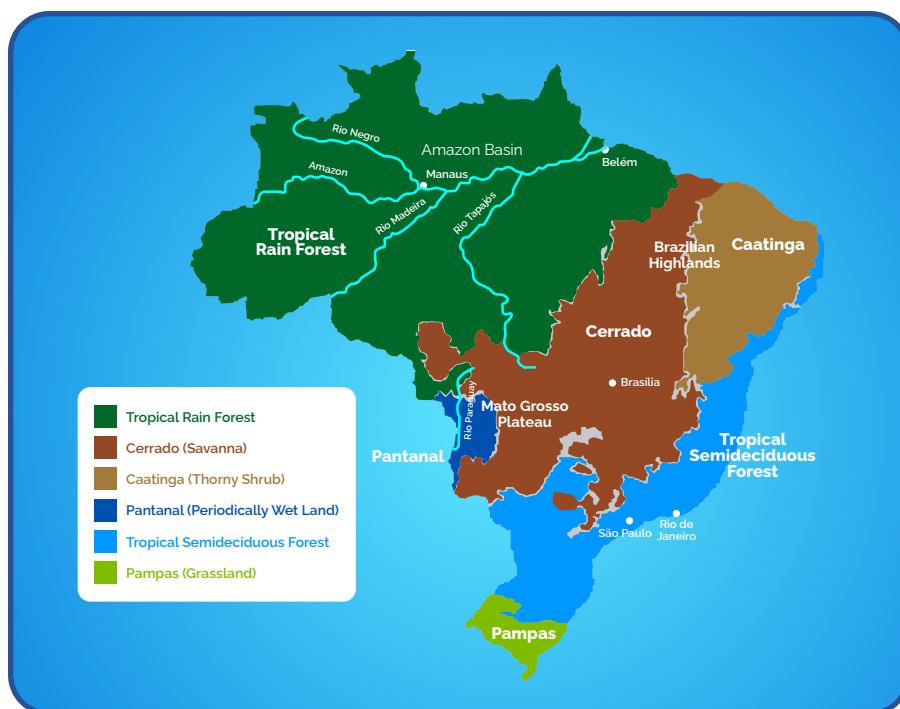 Rio Negro
Amazon Basin
Belém
Amazon
Manaus
Rio Madeira
Rio Tapajós
Tropical
Rain Forest
Brazilian
Highlands
Caatinga
Cerrado
Brasília
Rio Paraguay
Mato Grosso
Plateau
Pantanal
Tropical
Semideciduous
Forest
São Paulo
Rio de
Janeiro
Pampas
Tropical Rain Forest
Cerrado (Savanna)
Caatinga (Thorny Shrub)
Pantanal (Periodically Wet Land)
Tropical Semideciduous Forest
Pampas (Grassland)